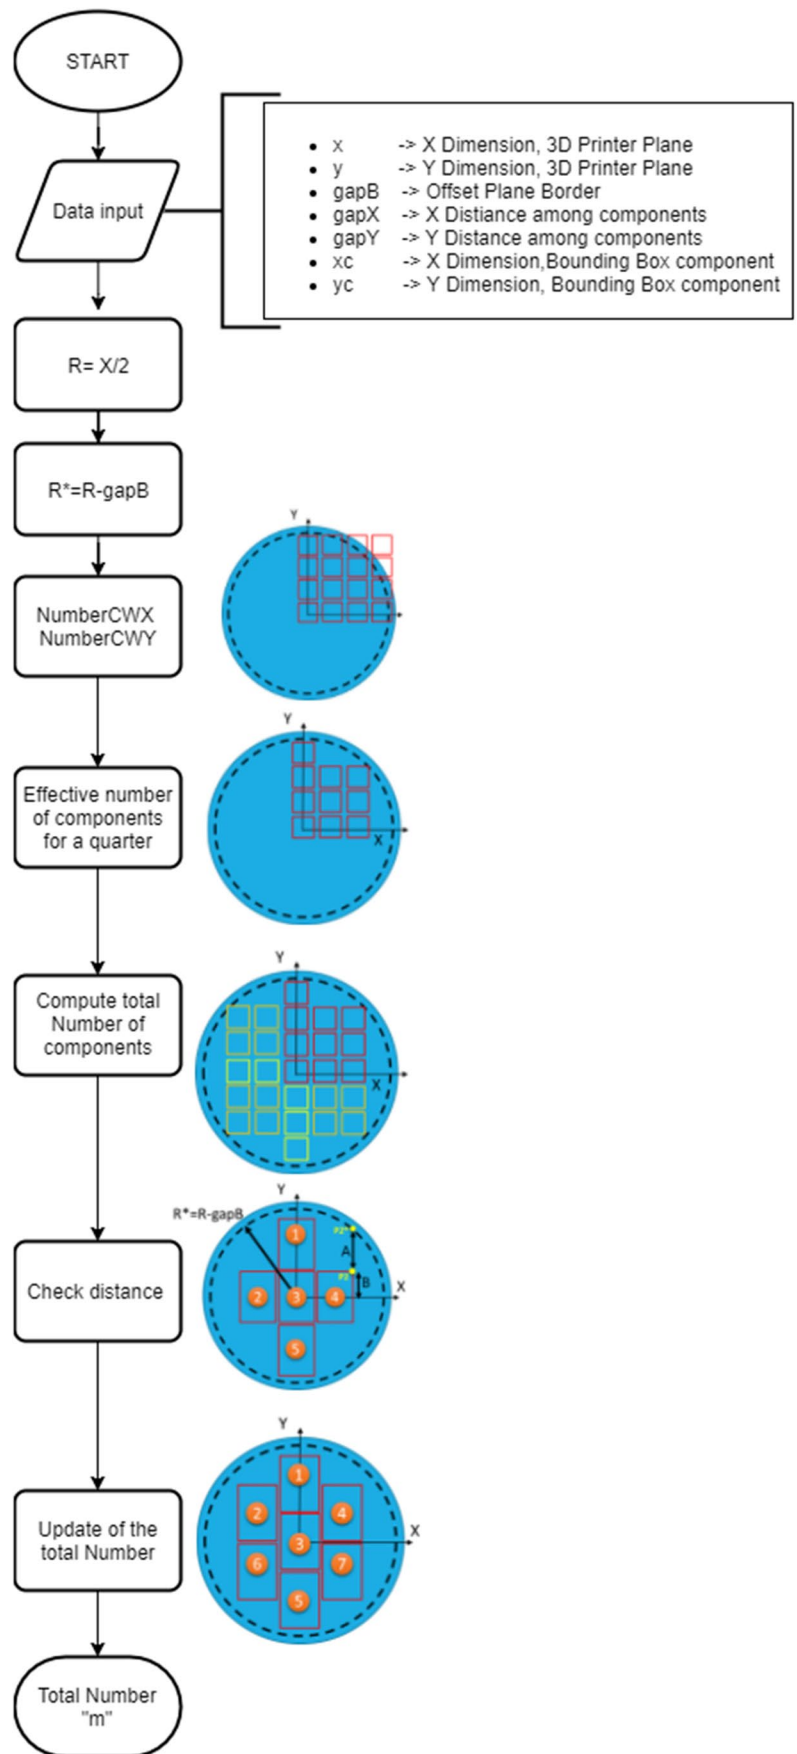 START
Data input
x -> X Dimension, 3D Printer Plane
y -> Y Dimension, 3D Printer Plane
gapB -> Offset Plane Border
gapX -> X Distiance among components
gapY -> Y Distance among components
xc -> X Dimension,Bounding Box component
yc -> Y Dimension, Bounding Box component
R= X/2
R*=R-gapB
NumberCWX
NumberCWY
Y
Effective number
of components
for a quarter
Y
X
Compute total
Number of
components
Y
X
Check distance
Y
R*=R-gapB
1
P2*
A
P2
B
X
2
3
4
5
Update of the
total Number
Y
1
2
4
X
3
6
7
5
Total Number
"m"